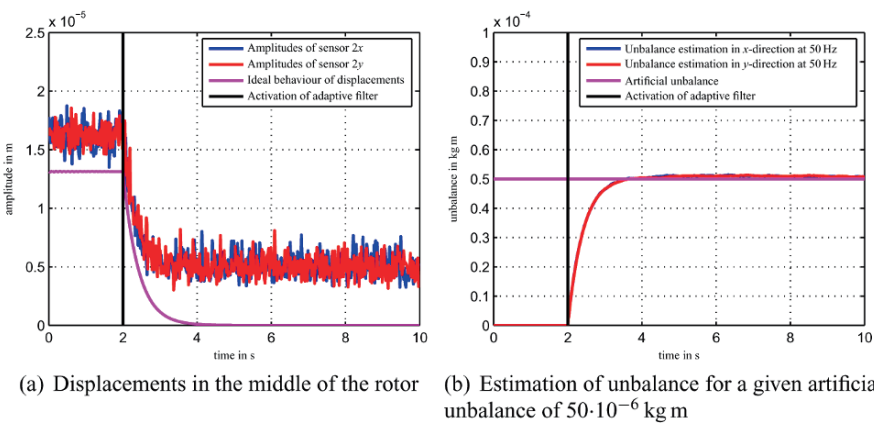 x 10⁻⁵
2.5
2
1.5
1
0.5
0
amplitude in m
0 2 4 6 8 10
time in s
Amplitudes of sensor 2x
Amplitudes of sensor 2y
Ideal behaviour of displacements
Activation of adaptive filter
(a) Displacements in the middle of the rotor
x 10⁻⁴
1
0.9
0.8
0.7
0.6
0.5
0.4
0.3
0.2
0.1
0
unbalance in kg m
0 2 4 6 8 10
time in s
Unbalance estimation in x-direction at 50 Hz
Unbalance estimation in y-direction at 50 Hz
Artificial unbalance
Activation of adaptive filter
(b) Estimation of unbalance for a given artificia
unbalance of 50·10⁻⁶ kg m